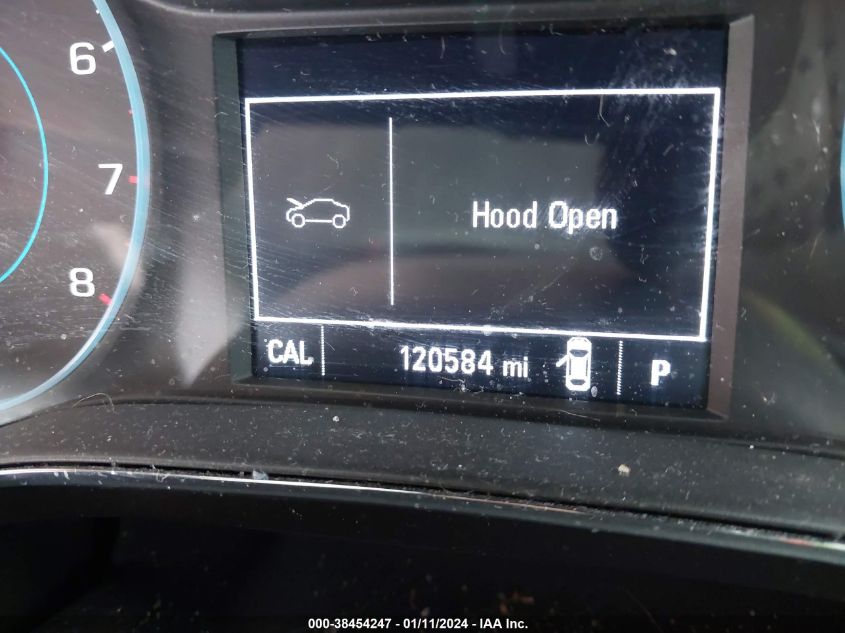 6
7
8
Hood Open
CAL 120584 mi P
000-38454247 - 01/11/2024 - IAA Inc.